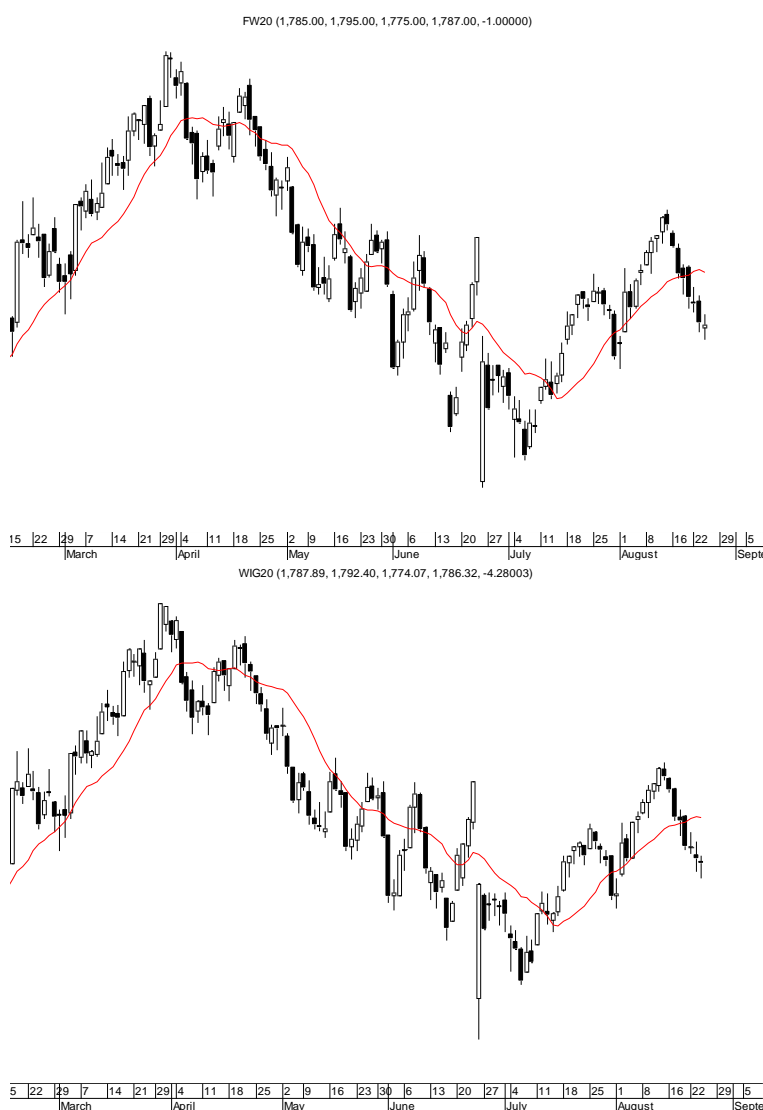 FW20 (1,785.00, 1,795.00, 1,775.00, 1,787.00, -1.00000)
15 22 29 7 14 21 29 4 11 18 25 2 9 16 23 30 6 13 20 27 4 11 18 25 1 8 16 22 29 5
March April May June July August Septe
WIG20 (1,787.89, 1,792.40, 1,774.07, 1,786.32, -4.28003)
5 22 29 7 14 21 29 4 11 18 25 2 9 16 23 30 6 13 20 27 4 11 18 25 1 8 16 22 29 5
March April May June July August Septe